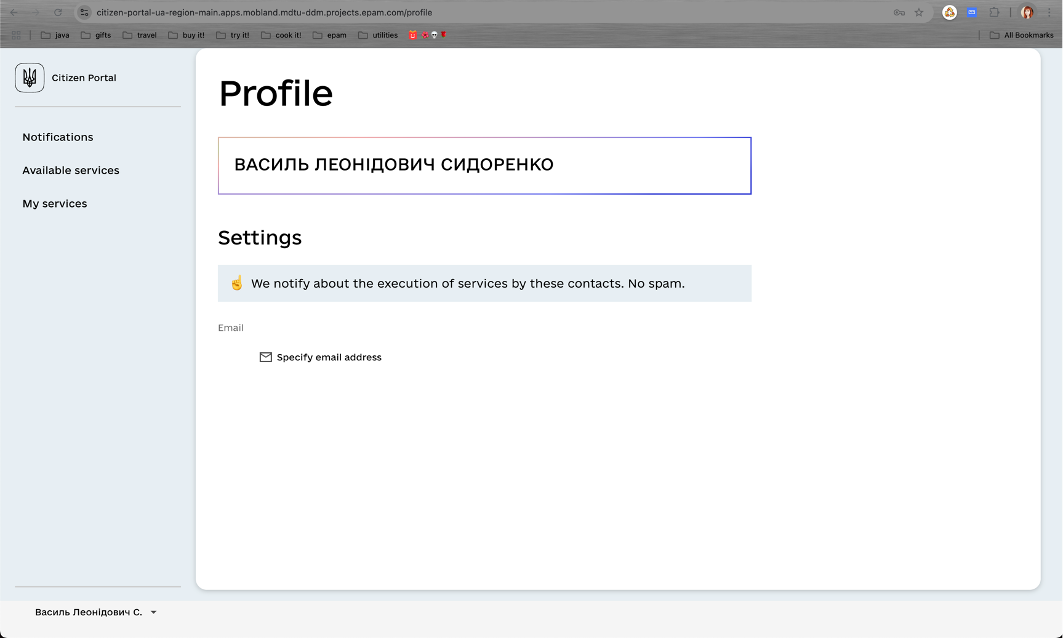 citizen-portal-ua-region-main.apps.mobland.mdtu-ddm.projects.epam.com/profile
java gifts travel buy it! try it! cook it! epam utilities All Bookmarks
Citizen Portal
Notifications
Available services
My services
Profile
ВАСИЛЬ ЛЕОНІДОВИЧ СИДОРЕНКО
Settings
We notify about the execution of services by these contacts. No spam.
Email
Specify email address
Василь Леонідович С.